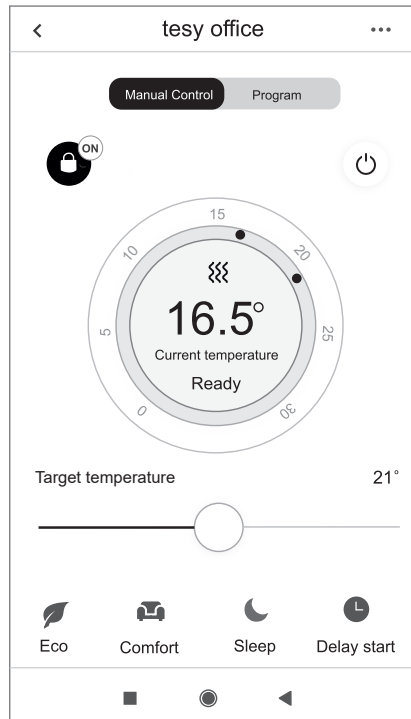 tesy office
Manual Control Program
ON
15
10 20
5 25
0 30
16.5°
Current temperature
Ready
Target temperature 21°
Eco Comfort Sleep Delay start